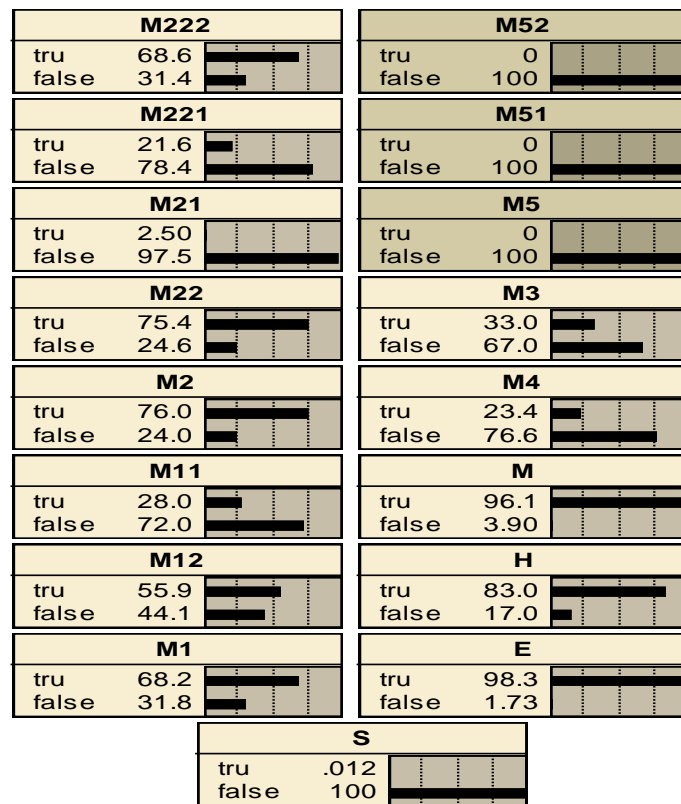 M222
tru 68.6
false 31.4
M52
tru 0
false 100
M221
tru 21.6
false 78.4
M51
tru 0
false 100
M21
tru 2.50
false 97.5
M5
tru 0
false 100
M22
tru 75.4
false 24.6
M3
tru 33.0
false 67.0
M2
tru 76.0
false 24.0
M4
tru 23.4
false 76.6
M11
tru 28.0
false 72.0
M
tru 96.1
false 3.90
M12
tru 55.9
false 44.1
H
tru 83.0
false 17.0
M1
tru 68.2
false 31.8
E
tru 98.3
false 1.73
S
tru .012
false 100